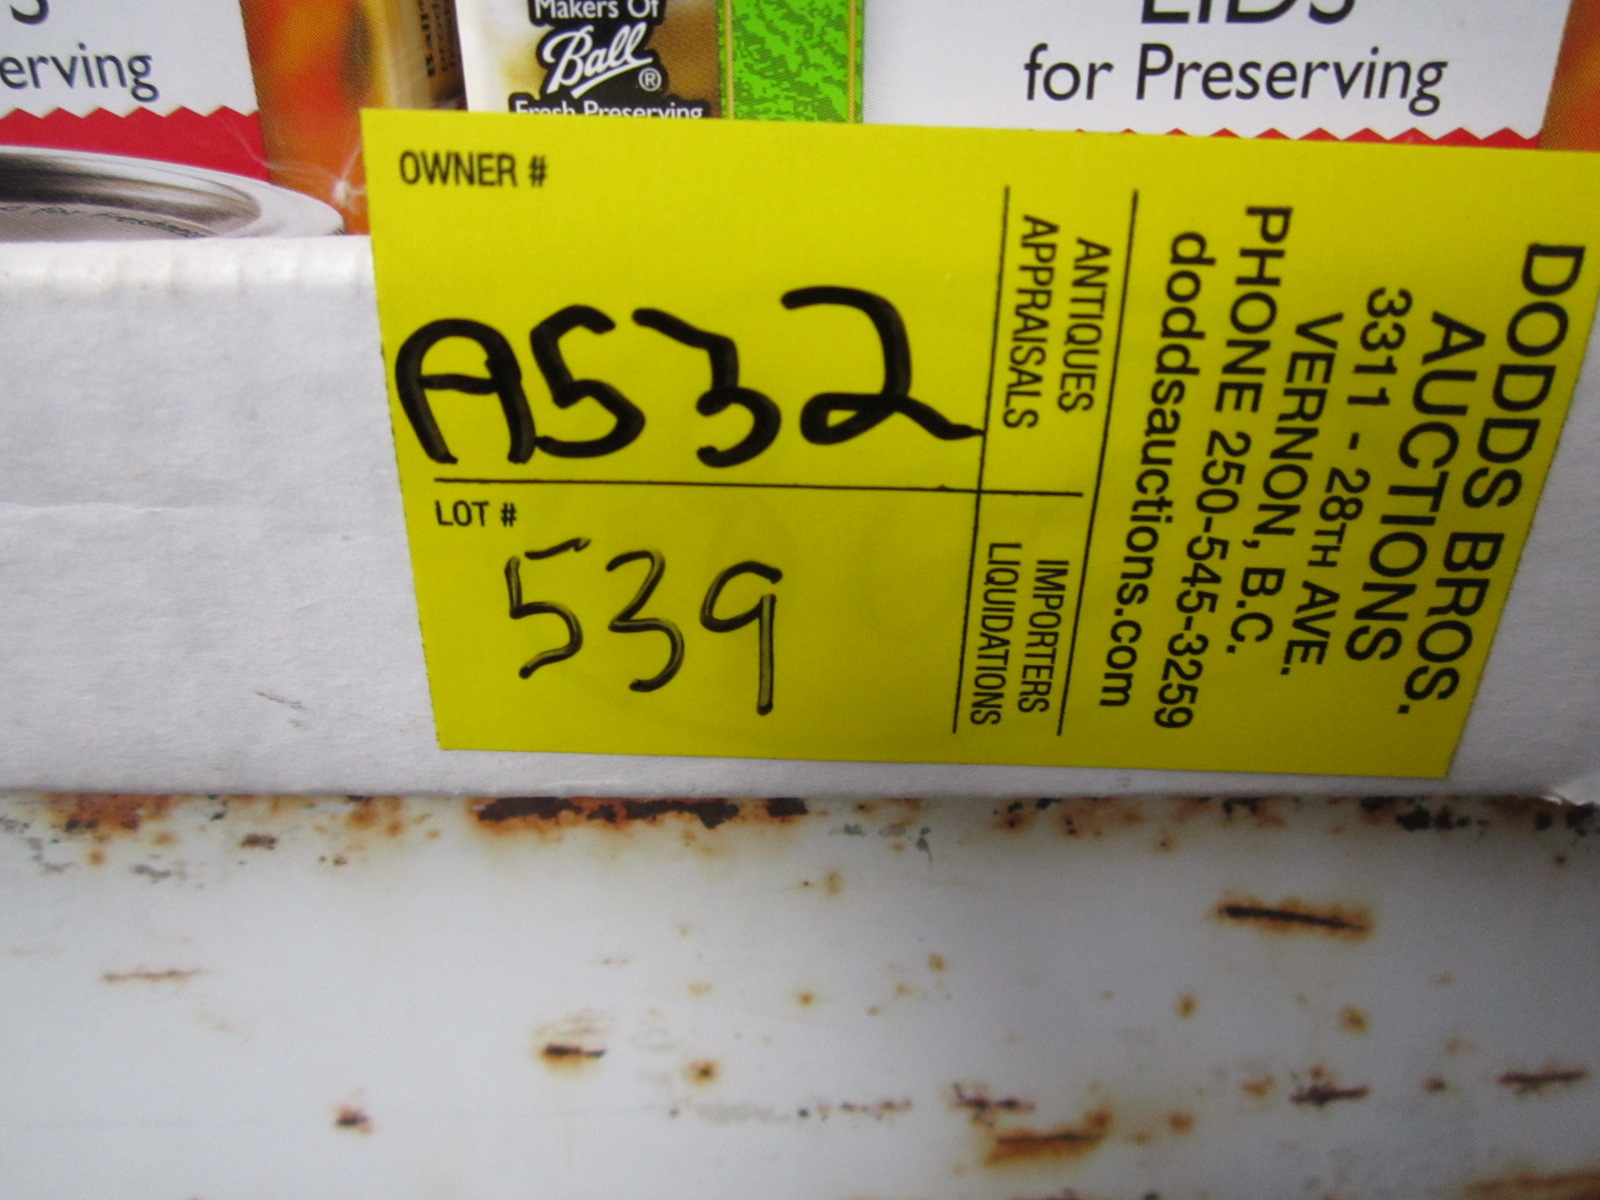 erving
Makers Of
Ball®
Fresh Preserving
LIDS
for Preserving
OWNER #
A532
LOT #
539
ANTIQUES
APPRAISALS
IMPORTERS
LIQUIDATIONS
DODDS BROS.
AUCTIONS
3311 - 28TH AVE.
VERNON, B.C.
PHONE 250-545-3259
doddsauctions.com